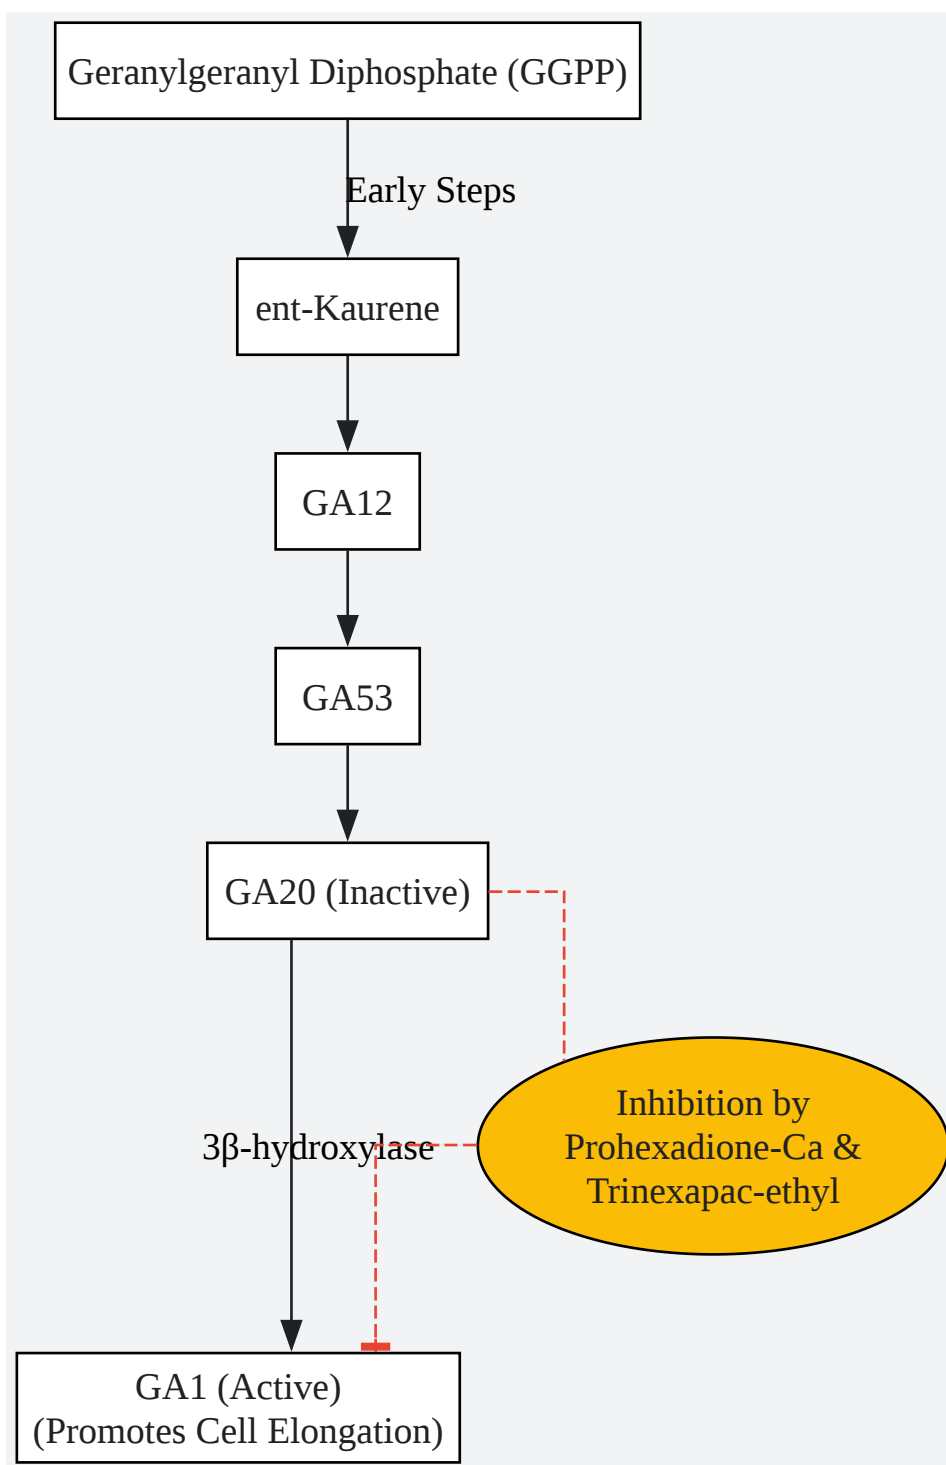 Geranylgeranyl Diphosphate (GGPP)
Early Steps
ent-Kaurene
GA12
GA53
GA20 (Inactive)
Inhibition by
Prohexadione-Ca &
Trinexapac-ethyl
3β-hydroxylase
GA1 (Active)
(Promotes Cell Elongation)